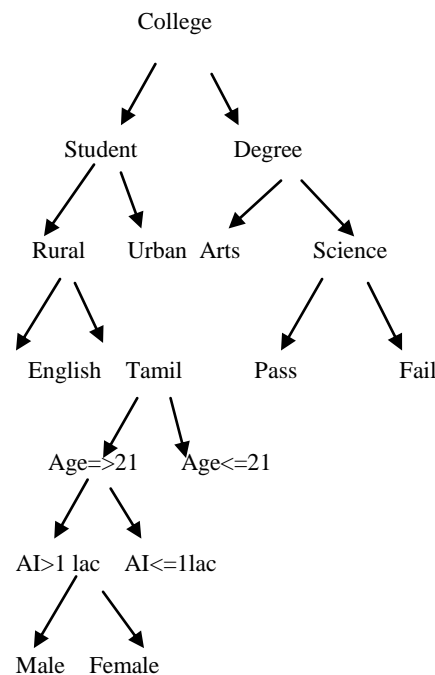 College
Student Degree
Rural Urban Arts Science
English Tamil Pass Fail
Age=>21 Age<=21
AI>1 lac AI<=1lac
Male Female